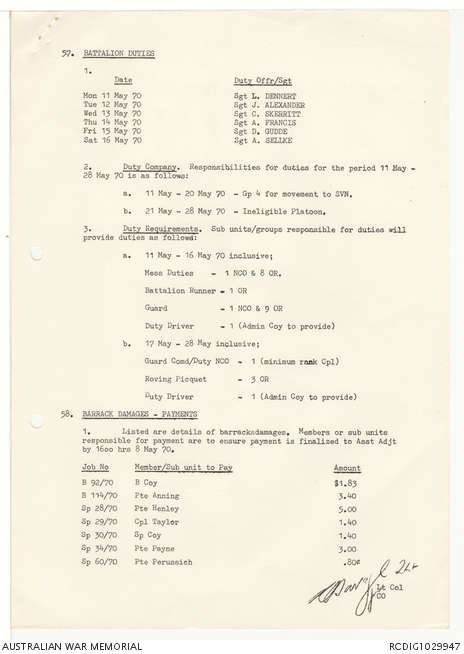 57. BATTALION DUTIES
1.
Date Duty Offr/Sgt
Mon 11 May 70 Sgt L. DENNERT
Tue 12 May 70 Sgt J. ALEXANDER
Wed 13 May 70 Sgt C. SKERRITT
Thu 14 May 70 Sgt A. FRANCIS
Fri 15 May 70 Sgt D. GUDDE
Sat 16 May 70 Sgt A. SELLKE
2. Duty Company. Responsibilities for duties for the period 11 May -
28 May 70 is as follows:
a. 11 May - 20 May 70 - Gp 4 for movement to SVN.
b. 21 May - 28 May 70 - Ineligible Platoon.
3. Duty Requirements. Sub units/groups responsible for duties will
provide duties as follows:
a. 11 May - 16 May 70 inclusive;
Mess Duties - 1 NCO & 8 OR.
Battalion Runner - 1 OR
Guard - 1 NCO & 9 OR
Duty Driver - 1 (Admin Coy to provide)
b. 17 May - 28 May inclusive;
Guard Comd/Duty NCO - 1 (minimum rank Cpl)
Roving Picquet - 3 OR
Duty Driver - 1 (Admin Coy to provide)
58. BARRACK DAMAGES - PAYMENTS
1. Listed are details of barracksdamages. Members or sub units
responsible for payment are to ensure payment is finalized to Asst Adjt
by 16oo hrs 8 May 70.
Job No Member/Sub unit to Pay Amount
B 92/70 B Coy $1.83
B 114/70 Pte Anning 3.40
Sp 28/70 Pte Henley 5.00
Sp 29/70 Cpl Tayler 1.40
Sp 30/70 Sp Coy 1.40
Sp 34/70 Pte Payne 3.00
Sp 60/70 Pte Perussich .80¢
Lt Col
CO
AUSTRALIAN WAR MEMORIAL RCDIG1029947